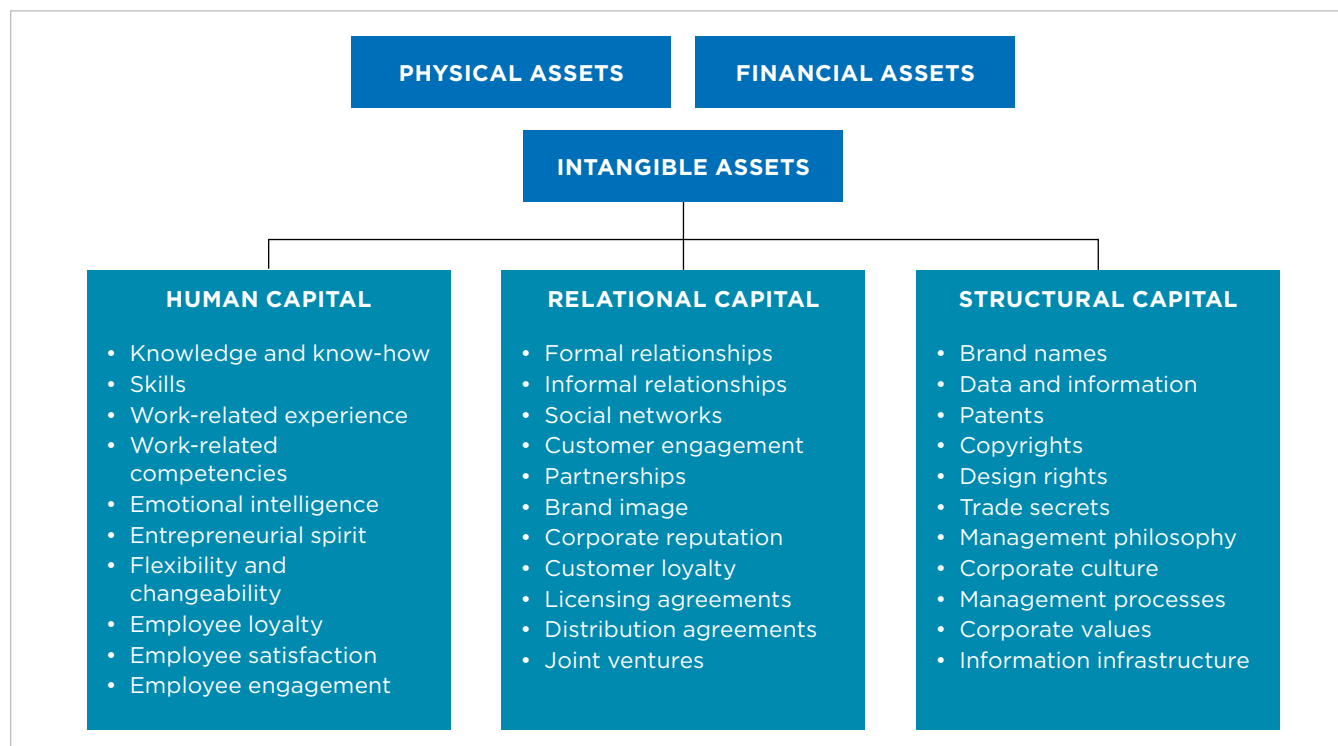 PHYSICAL ASSETS
FINANCIAL ASSETS
INTANGIBLE ASSETS
HUMAN CAPITAL
• Knowledge and know-how
• Skills
• Work-related experience
• Work-related
competencies
• Emotional intelligence
• Entrepreneurial spirit
• Flexibility and
changeability
• Employee loyalty
• Employee satisfaction
• Employee engagement
RELATIONAL CAPITAL
• Formal relationships
• Informal relationships
• Social networks
• Customer engagement
• Partnerships
• Brand image
• Corporate reputation
• Customer loyalty
• Licensing agreements
• Distribution agreements
• Joint ventures
STRUCTURAL CAPITAL
• Brand names
• Data and information
• Patents
• Copyrights
• Design rights
• Trade secrets
• Management philosophy
• Corporate culture
• Management processes
• Corporate values
• Information infrastructure